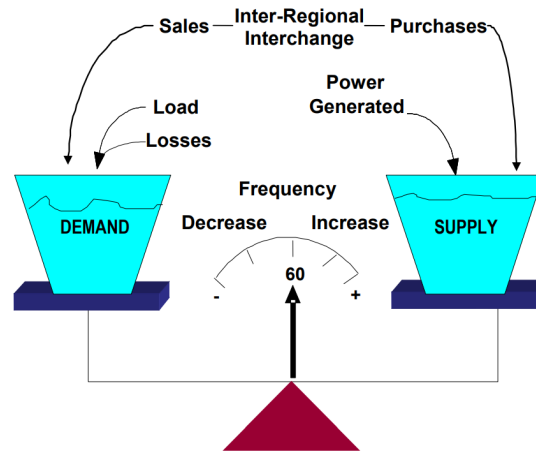 Inter-Regional
Sales
Interchange
Purchases
Power
Generated
Load
Losses
Frequency
Decrease
Increase
DEMAND
SUPPLY
60
-
+